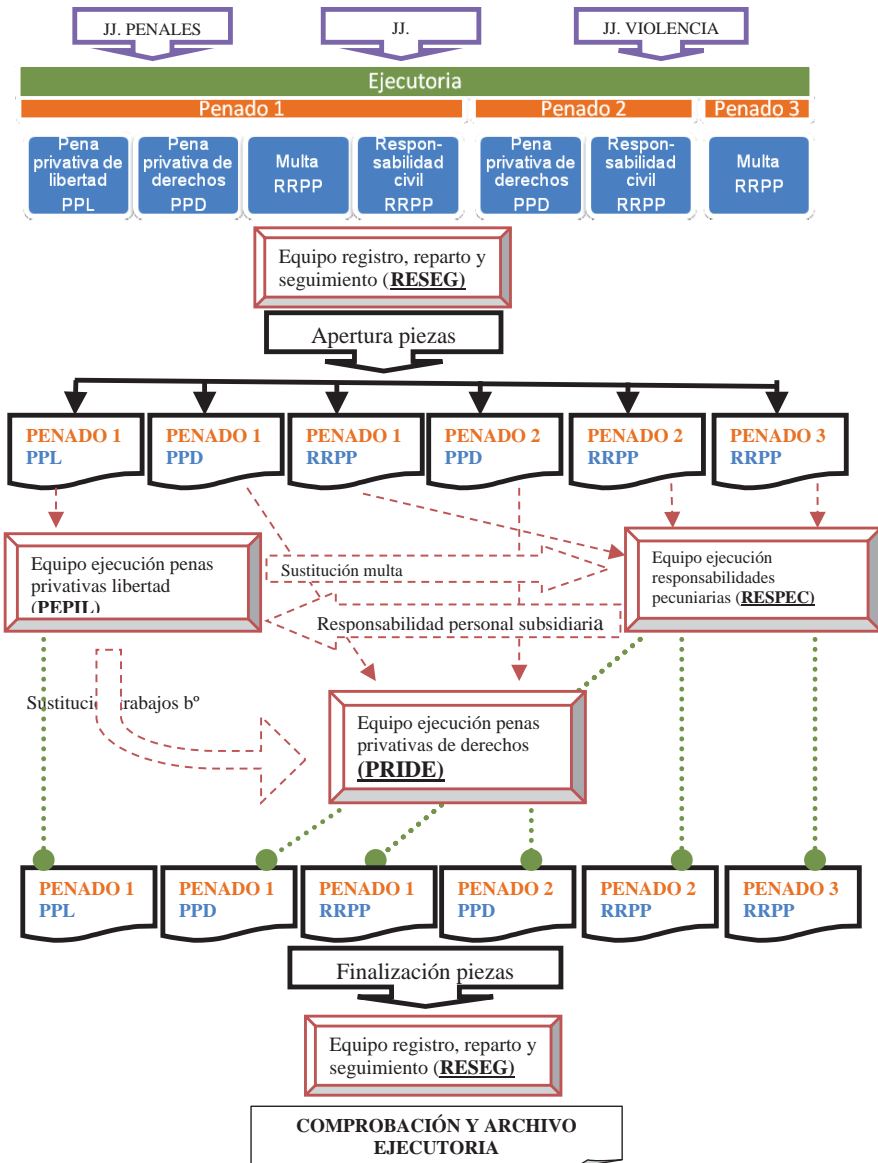 JJ. PENALES
JJ.
JJ. VIOLENCIA
Ejecutoria
Penado 1
Penado 2
Penado 3
Pena
privativa de
libertad
PPL
Pena
privativa de
derechos
PPD
Multa
RRPP
Respon-
sabilidad
civil
RRPP
Pena
privativa de
derechos
PPD
Respon-
sabilidad
civil
RRPP
Multa
RRPP
Equipo registro, reparto y
seguimiento (RESEG)
Apertura piezas
PENADO 1
PPL
PENADO 1
PPD
PENADO 1
RRPP
PENADO 2
PPD
PENADO 2
RRPP
PENADO 3
RRPP
Equipo ejecución penas
privativas libertad
(PEPIL)
Sustitución multa
Equipo ejecución
responsabilidades
pecuniarias (RESPEC)
Responsabilidad personal subsidiaria
Sustituci rabajos bº
Equipo ejecución penas
privativas de derechos
(PRIDE)
PENADO 1
PPL
PENADO 1
PPD
PENADO 1
RRPP
PENADO 2
PPD
PENADO 2
RRPP
PENADO 3
RRPP
Finalización piezas
Equipo registro, reparto y
seguimiento (RESEG)
COMPROBACIÓN Y ARCHIVO
EJECUTORIA